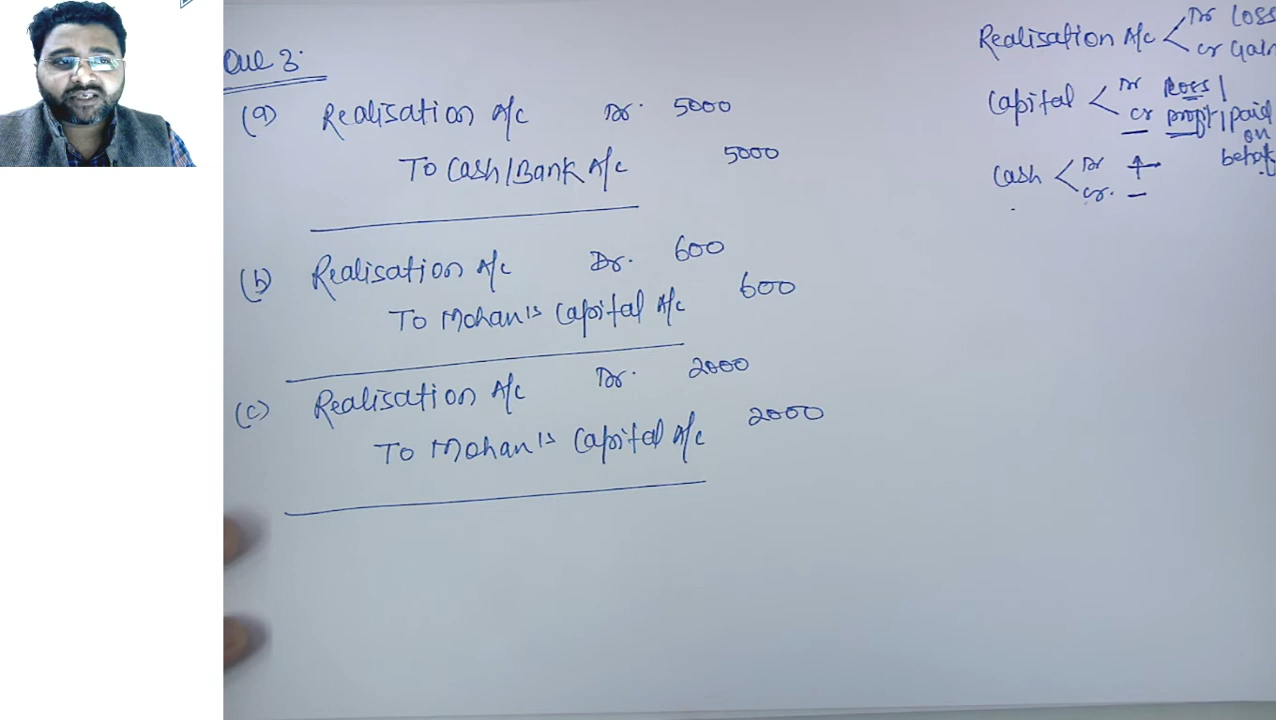 Que 3.
(a) Realisation A/c Dr. 5000
To Cash/Bank A/c 5000
(b) Realisation A/c Dr. 600
To Mohan's Capital A/c 600
(c) Realisation A/c Dr. 2000
To Mohan's Capital A/c 2000
Realisation A/c < Dr Loss
cr Gain
Capital < Dr Loss/
cr profit/paid
on
behalf
Cash < Dr +
cr. -